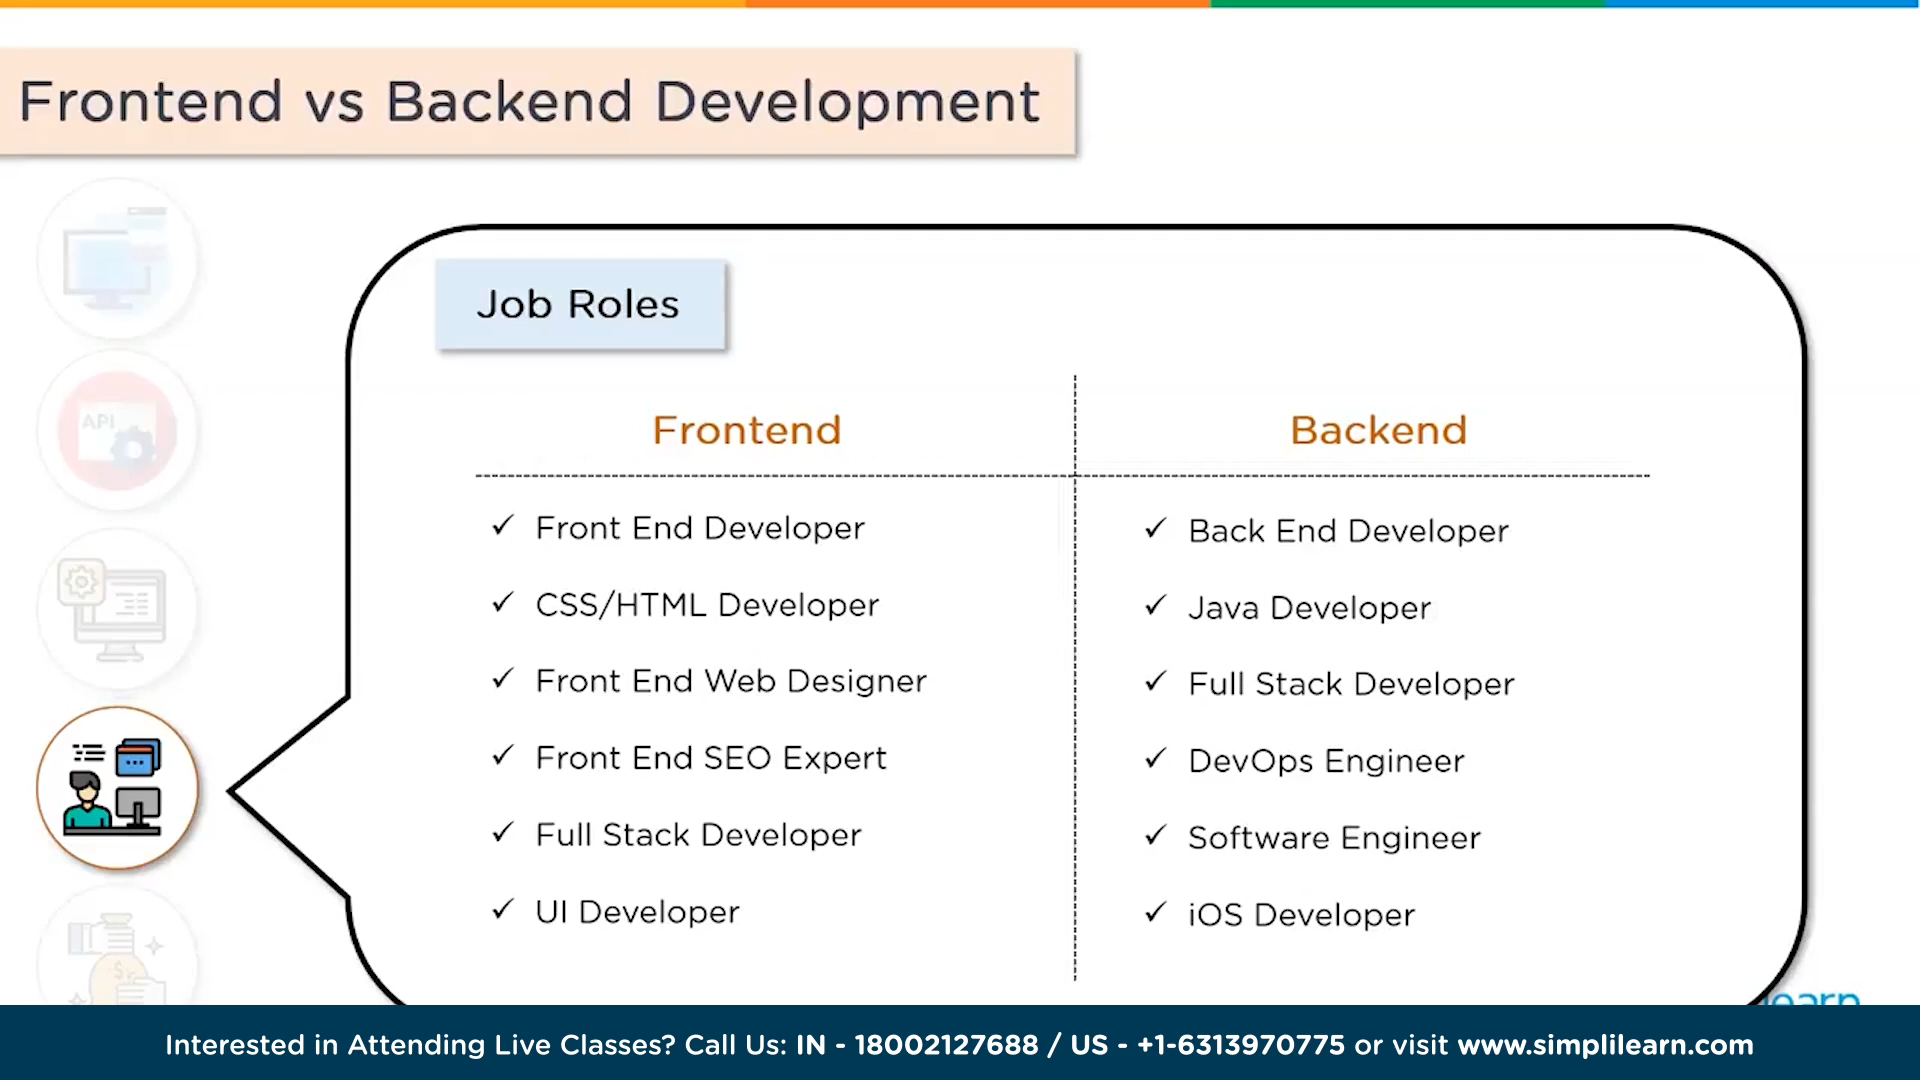 Frontend vs Backend Development
Job Roles
Frontend
Front End Developer
CSS/HTML Developer
Front End Web Designer
Front End SEO Expert
Full Stack Developer
UI Developer
Backend
Back End Developer
Java Developer
Full Stack Developer
DevOps Engineer
Software Engineer
iOS Developer
API
Interested in Attending Live Classes? Call Us: IN - 18002127688 / US - +1-6313970775 or visit www.simplilearn.com